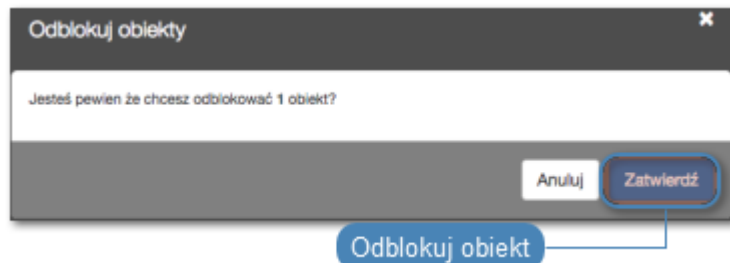 Odblokuj obiekty
Jesteś pewien że chcesz odblokować 1 obiekt?
Anuluj Zatwierdź
Odblokuj obiekt